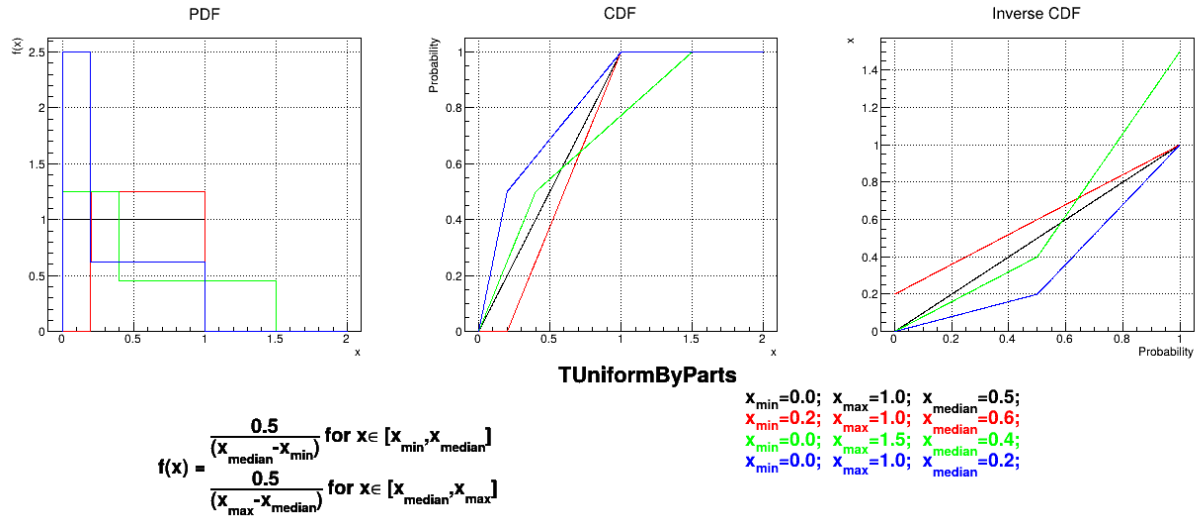 PDF
CDF
Inverse CDF
f(x)
2.5
2
1.5
1
0.5
0
0 0.5 1 1.5 2
x
Probability
1
0.8
0.6
0.4
0.2
0
0 0.5 1 1.5 2
x
x
1.4
1.2
1
0.8
0.6
0.4
0.2
0
0 0.2 0.4 0.6 0.8 1
Probability
TUniformByParts
x_min=0.0; x_max=1.0; x_median=0.5;
x_min=0.2; x_max=1.0; x_median=0.6;
x_min=0.0; x_max=1.5; x_median=0.4;
x_min=0.0; x_max=1.0; x_median=0.2;
f(x) =
0.5
(x_median-x_min) for x∈ [x_min,x_median]
0.5
(x_max-x_median) for x∈ [x_median,x_max]